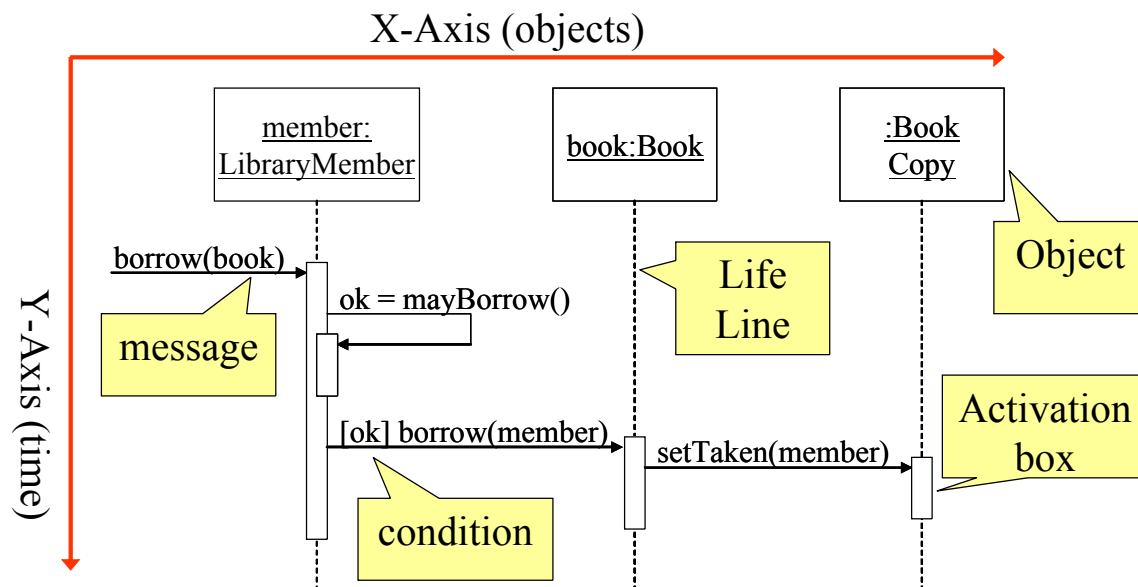 X-Axis (objects)
member:
LibraryMember
book:Book
:Book
Copy
Object
borrow(book)
Life
Line
ok = mayBorrow()
message
Y-Axis (time)
Activation
box
[ok] borrow(member)
setTaken(member)
condition